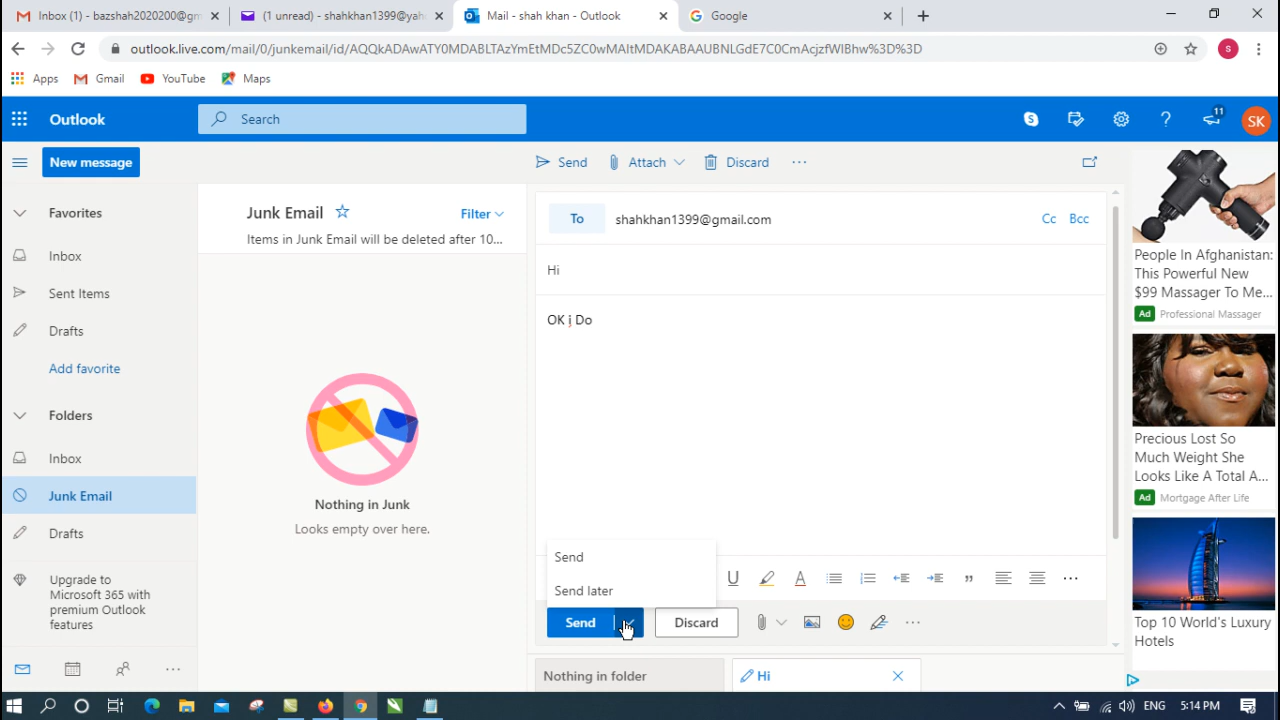 Inbox (1) - bazshah2020200@gm
(1 unread) - shahkhan1399@yah
Mail - shah khan - Outlook
Google
outlook.live.com/mail/0/junkemail/id/AQQkADAwATY0MDABLTAzYmEtMDc5ZC0wMAItMDAKABAAUBNLGdE7C0CmAcjzfWIBhw%3D%3D
S
Apps
Gmail
YouTube
Maps
Outlook
Search
11
SK
New message
Send
Attach
Discard
Favorites
Inbox
Sent Items
Drafts
Add favorite
Folders
Inbox
Junk Email
Drafts
Upgrade to
Microsoft 365 with
premium Outlook
features
Junk Email
Filter
Items in Junk Email will be deleted after 10...
Nothing in Junk
Looks empty over here.
To
shahkhan1399@gmail.com
Cc
Bcc
Hi
OK i Do
Send
Send later
Send
Discard
Nothing in folder
Hi
People In Afghanistan:
This Powerful New
$99 Massager To Me...
Ad Professional Massager
Precious Lost So
Much Weight She
Looks Like A Total A...
Ad Mortgage After Life
Top 10 World's Luxury
Hotels
ENG
5:14 PM